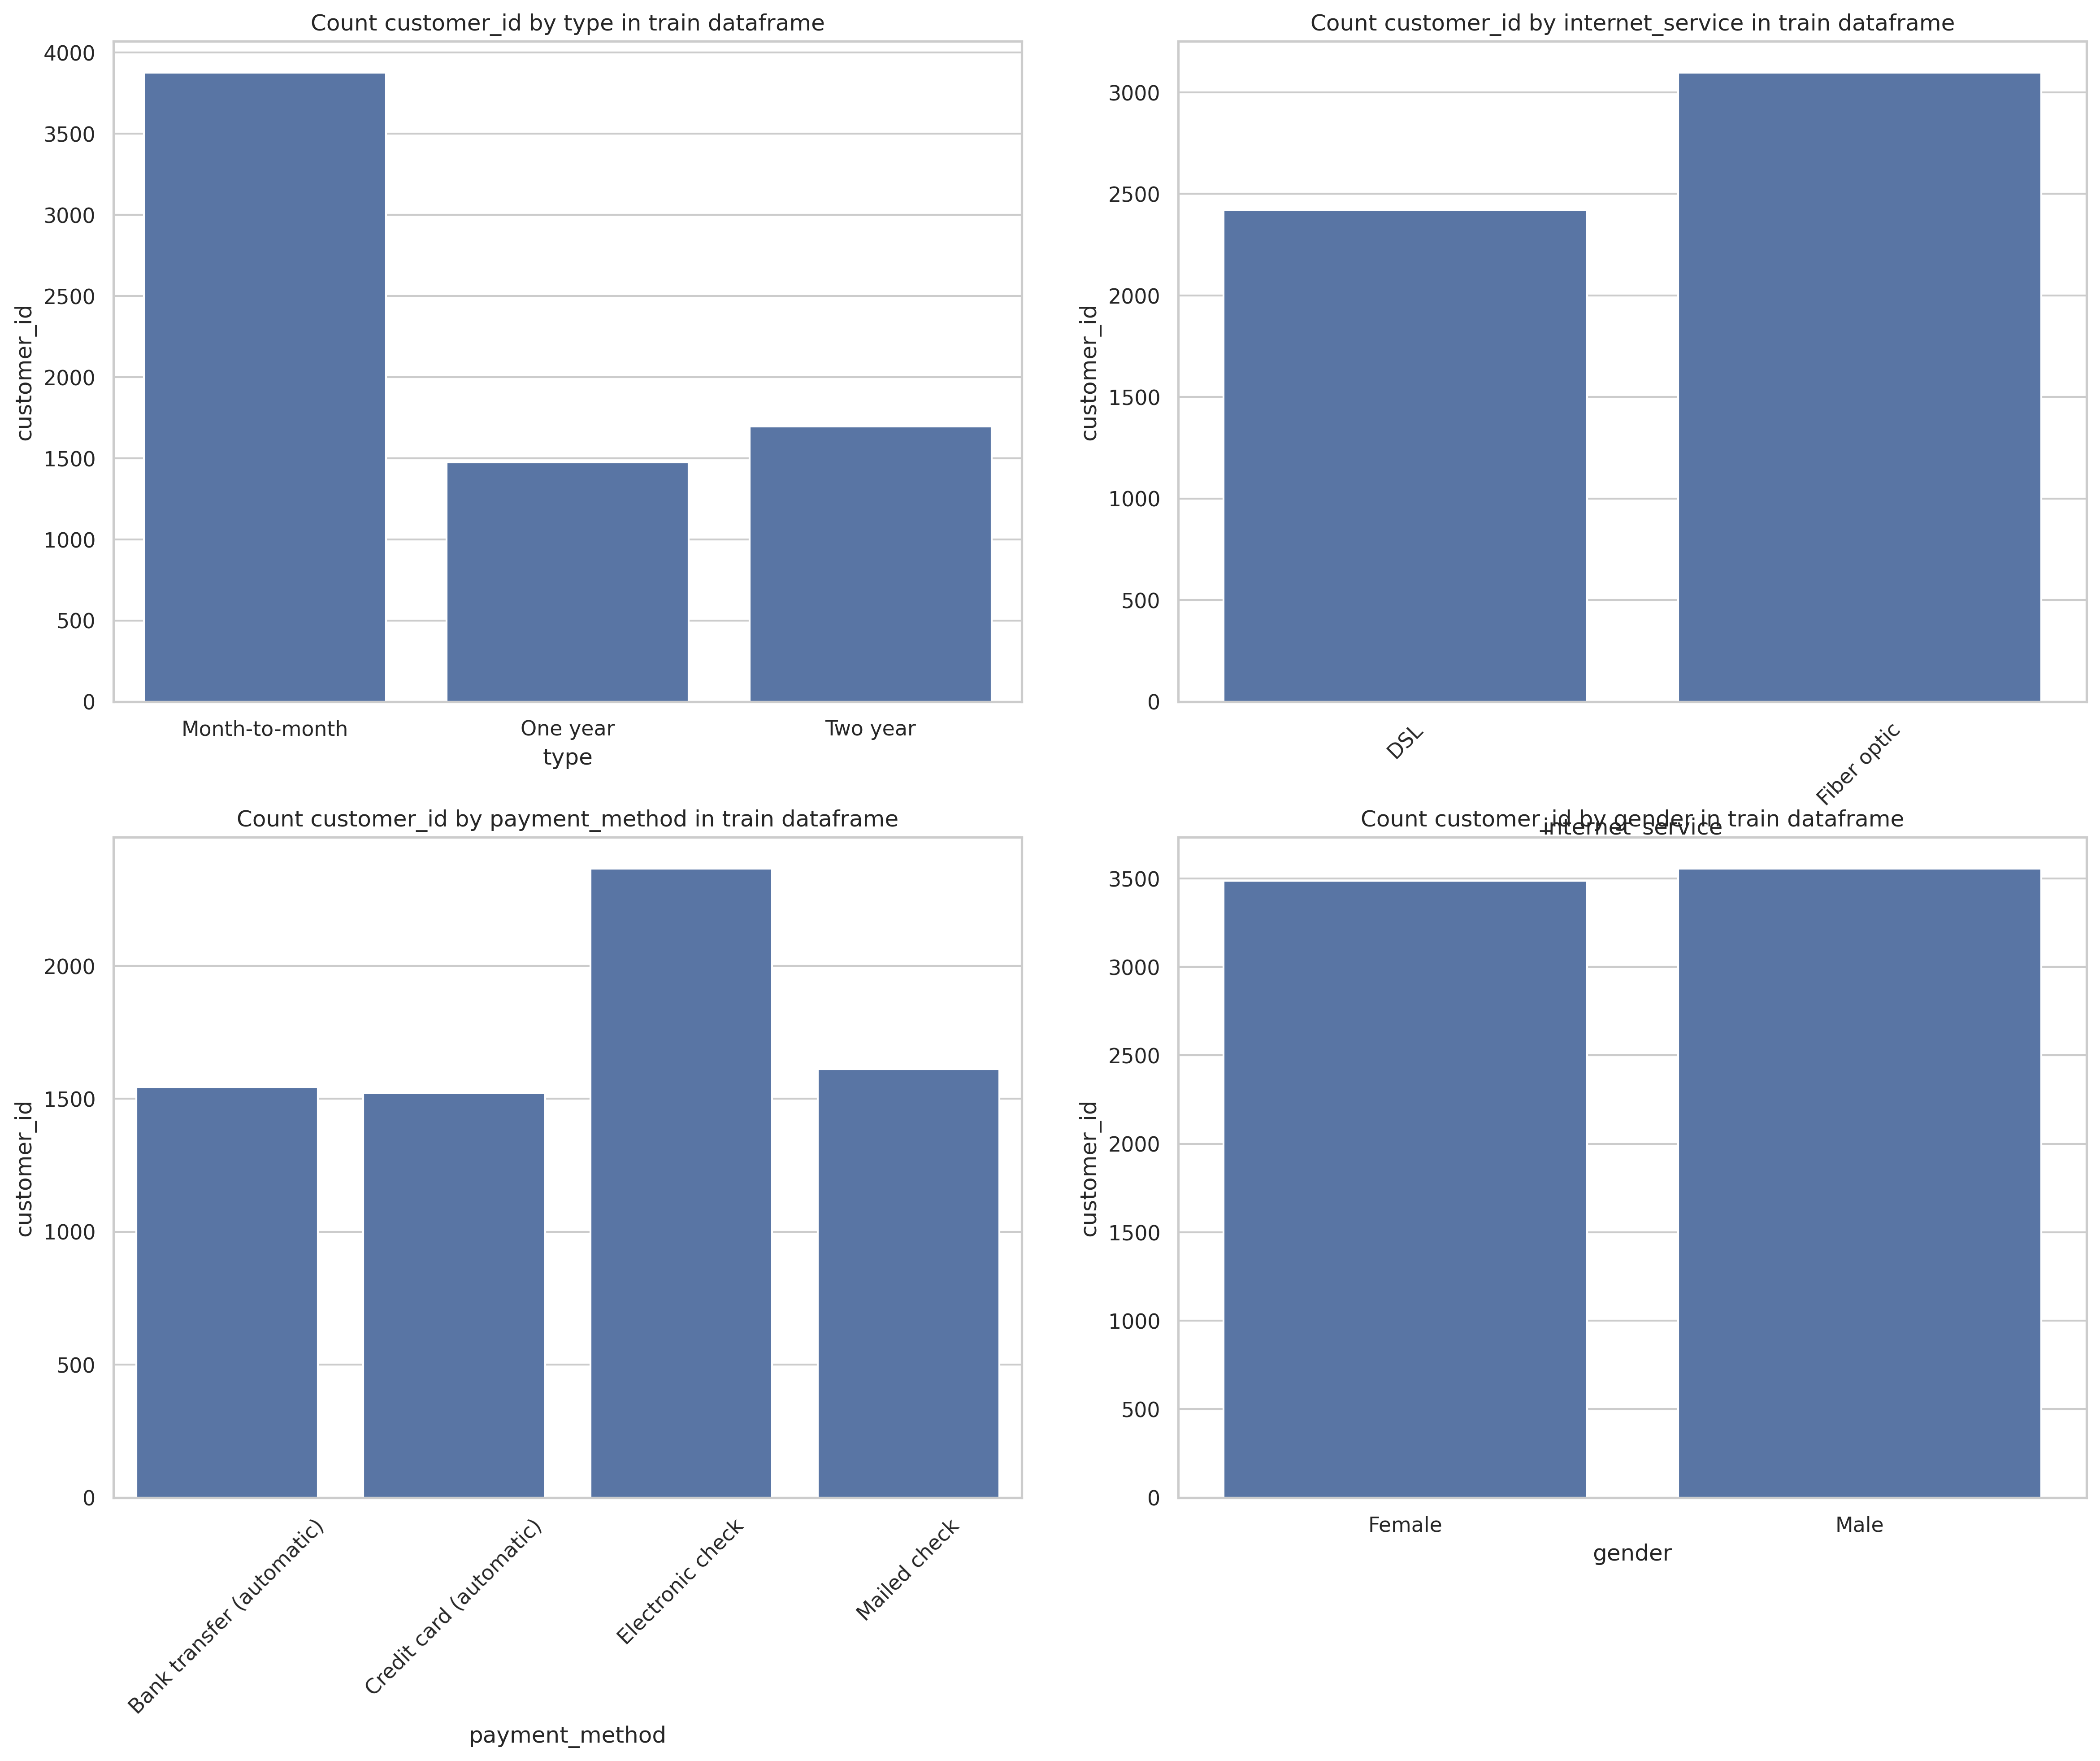 Count customer_id by type in train dataframe
4000
3500
3000
2500
2000
1500
1000
500
0
customer_id
Month-to-month
One year
Two year
type
Count customer_id by internet_service in train dataframe
3000
2500
2000
1500
1000
500
0
customer_id
DSL
Fiber optic
internet_service
Count customer_id by payment_method in train dataframe
2000
1500
1000
500
0
customer_id
Bank transfer (automatic)
Credit card (automatic)
Electronic check
Mailed check
payment_method
Count customer_id by gender in train dataframe
3500
3000
2500
2000
1500
1000
500
0
customer_id
Female
Male
gender